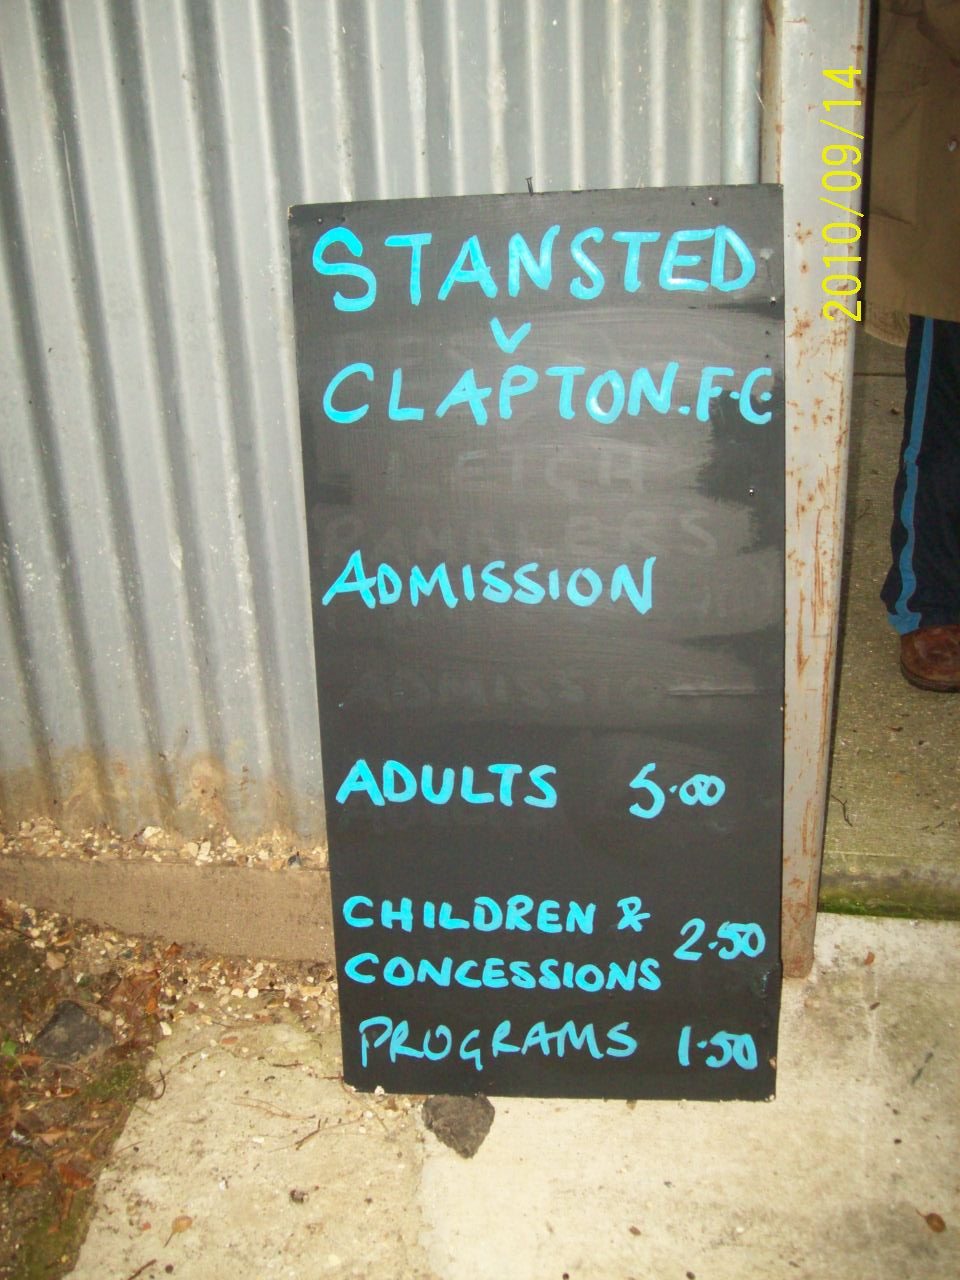 STANSTED
v
CLAPTON.F.C.
ADMISSION
ADULTS 5.00
CHILDREN & 2.50
CONCESSIONS
PROGRAMS 1.50
2010/09/14